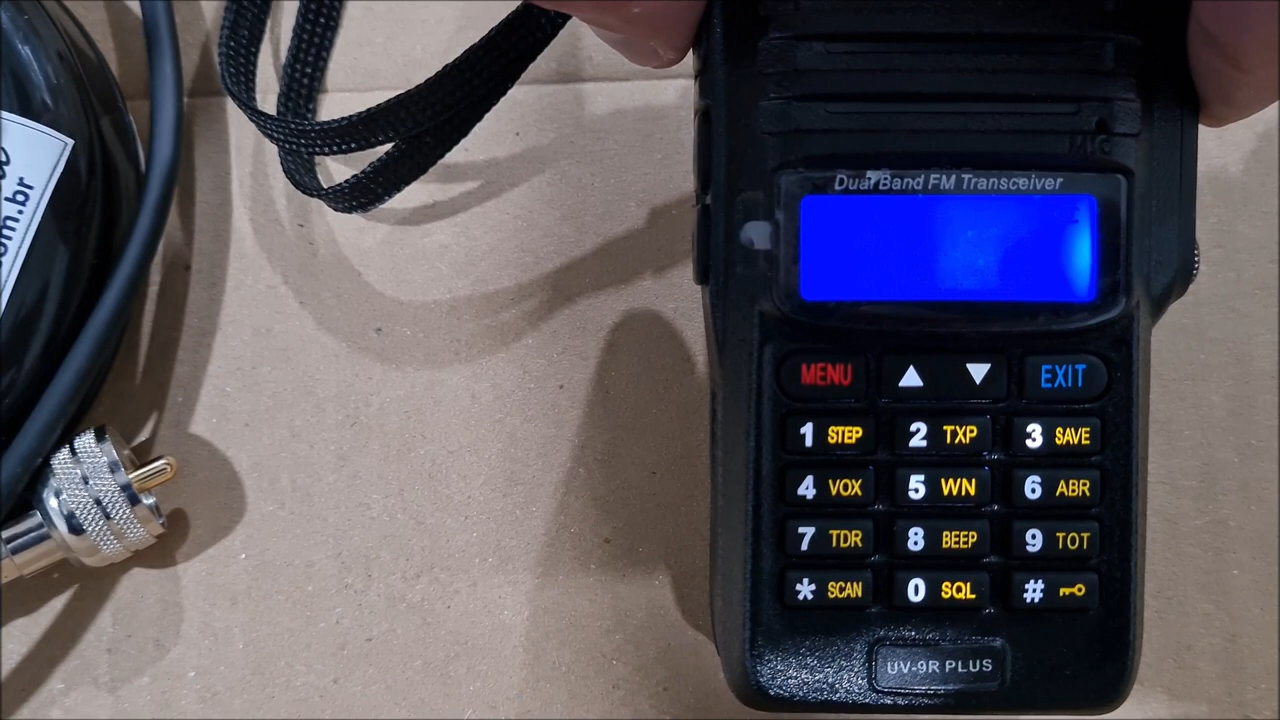 om.br
MIC
Dual Band FM Transceiver
MENU ▲ ▼ EXIT
1 STEP 2 TXP 3 SAVE
4 VOX 5 WN 6 ABR
7 TDR 8 BEEP 9 TOT
* SCAN 0 SQL #
UV-9R PLUS